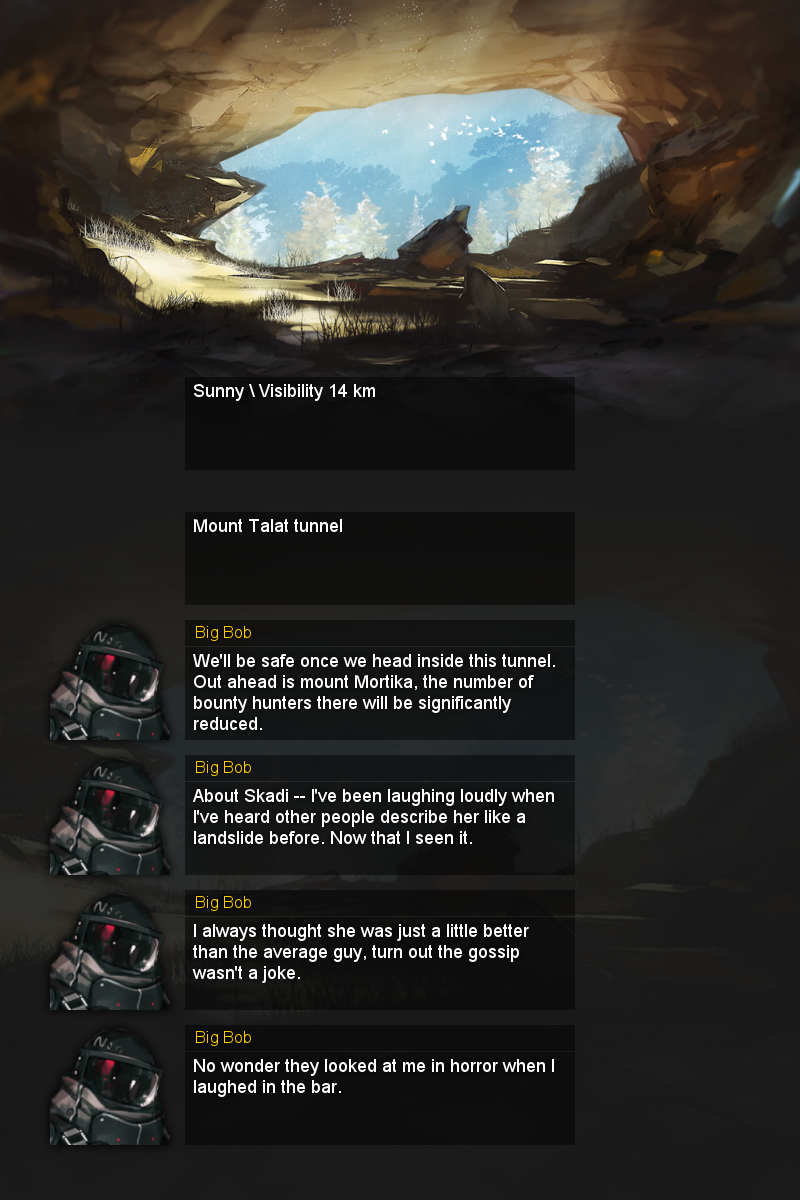 Sunny \ Visibility 14 km
Mount Talat tunnel
Big Bob
We'll be safe once we head inside this tunnel.
Out ahead is mount Mortika, the number of
bounty hunters there will be significantly
reduced.
Big Bob
About Skadi -- I've been laughing loudly when
I've heard other people describe her like a
landslide before. Now that I seen it.
Big Bob
I always thought she was just a little better
than the average guy, turn out the gossip
wasn't a joke.
Big Bob
No wonder they looked at me in horror when I
laughed in the bar.